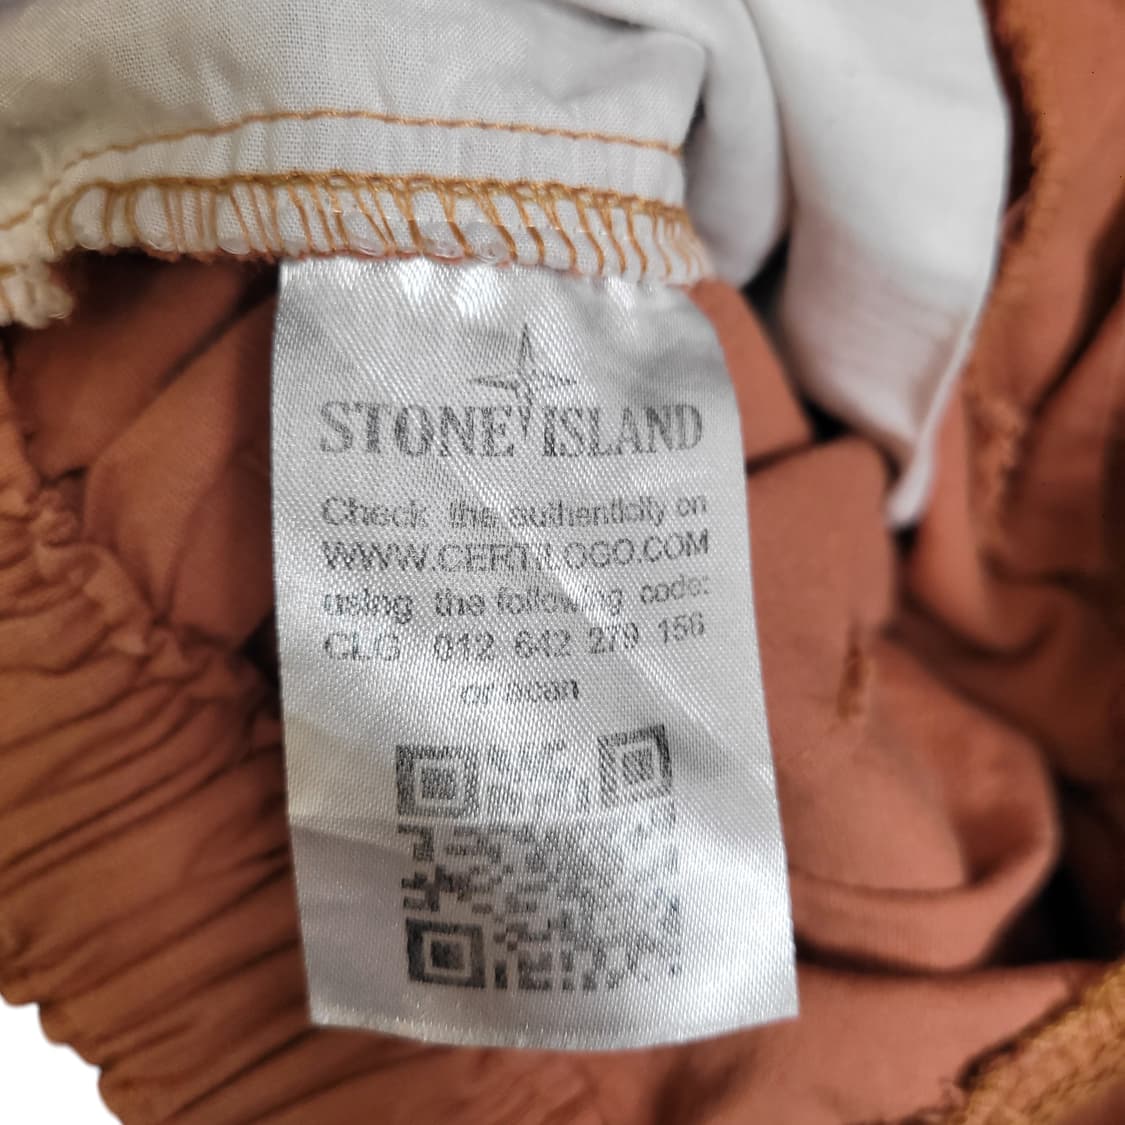 STONE ISLAND
Check the authenticity on
WWW.CERTILOGO.COM
using the following code:
CLG 012 642 279 156
or scan